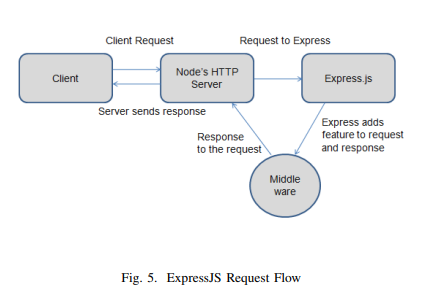 Client Request
Request to Express
Client
Node's HTTP
Server
Express.js
Server sends response
Express adds
feature to request
and response
Response
to the request
Middle
ware
Fig. 5. ExpressJS Request Flow